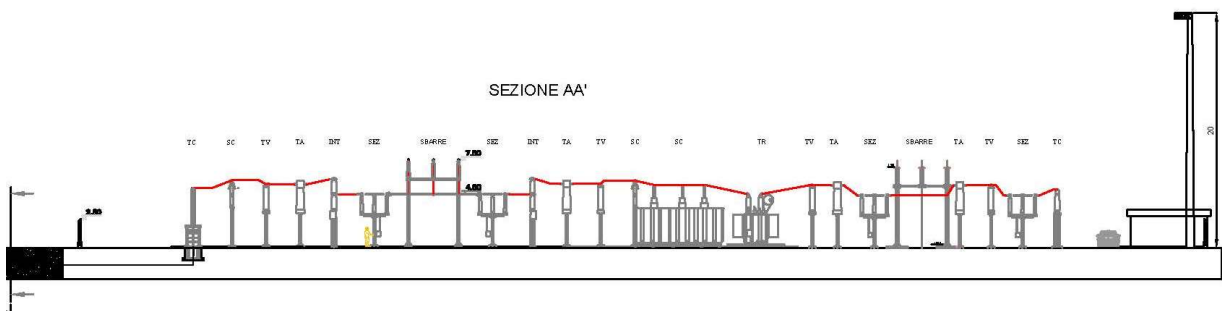 SEZIONE AA'
TC SC TV TA INT SEZ SBARRE SEZ INT TA TV SC SC TR TV TA SEZ SBARRE TA TV SEZ TC
7.50
4.50
20